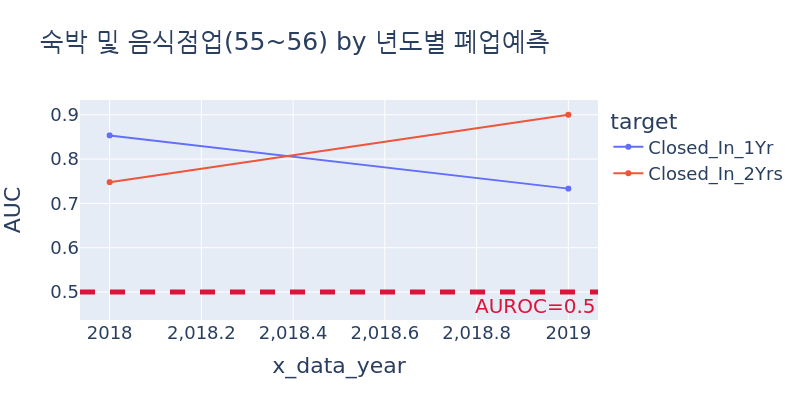 숙박 및 음식점업(55~56) by 년도별 폐업예측
AUC
0.9
0.8
0.7
0.6
0.5
AUROC=0.5
2018
2,018.2
2,018.4
2,018.6
2,018.8
2019
x_data_year
target
Closed_In_1Yr
Closed_In_2Yrs